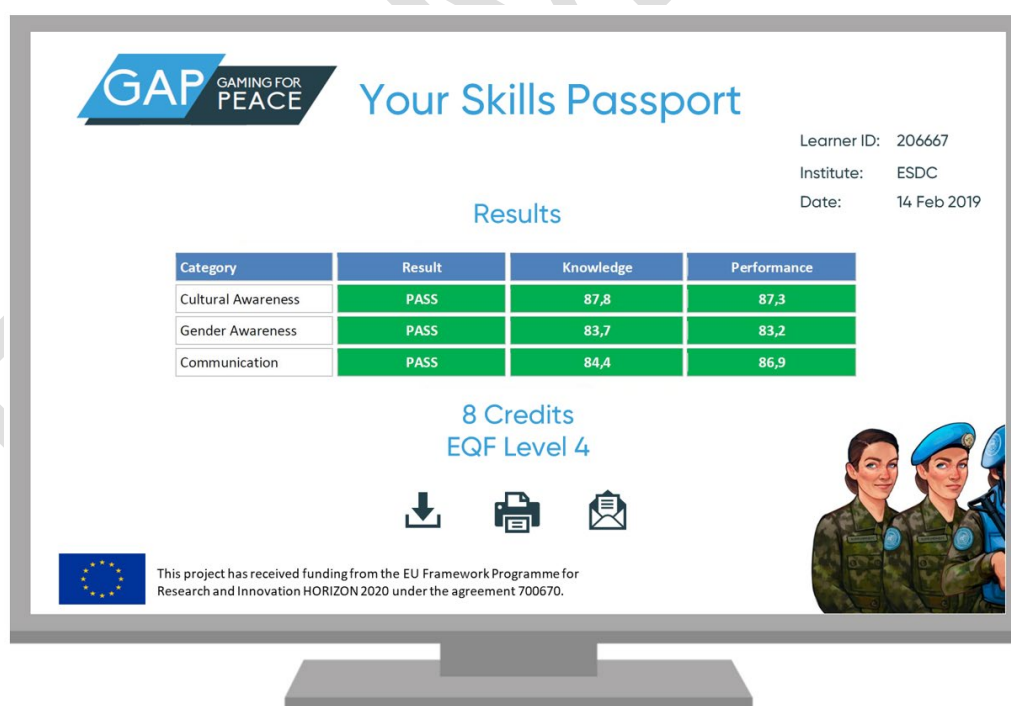 GAP GAMING FOR
PEACE
Your Skills Passport
Learner ID: 206667
Institute: ESDC
Date: 14 Feb 2019
Results
Category Result Knowledge Performance
Cultural Awareness PASS 87,8 87,3
Gender Awareness PASS 83,7 83,2
Communication PASS 84,4 86,9
8 Credits
EQF Level 4
This project has received funding from the EU Framework Programme for
Research and Innovation HORIZON 2020 under the agreement 700670.